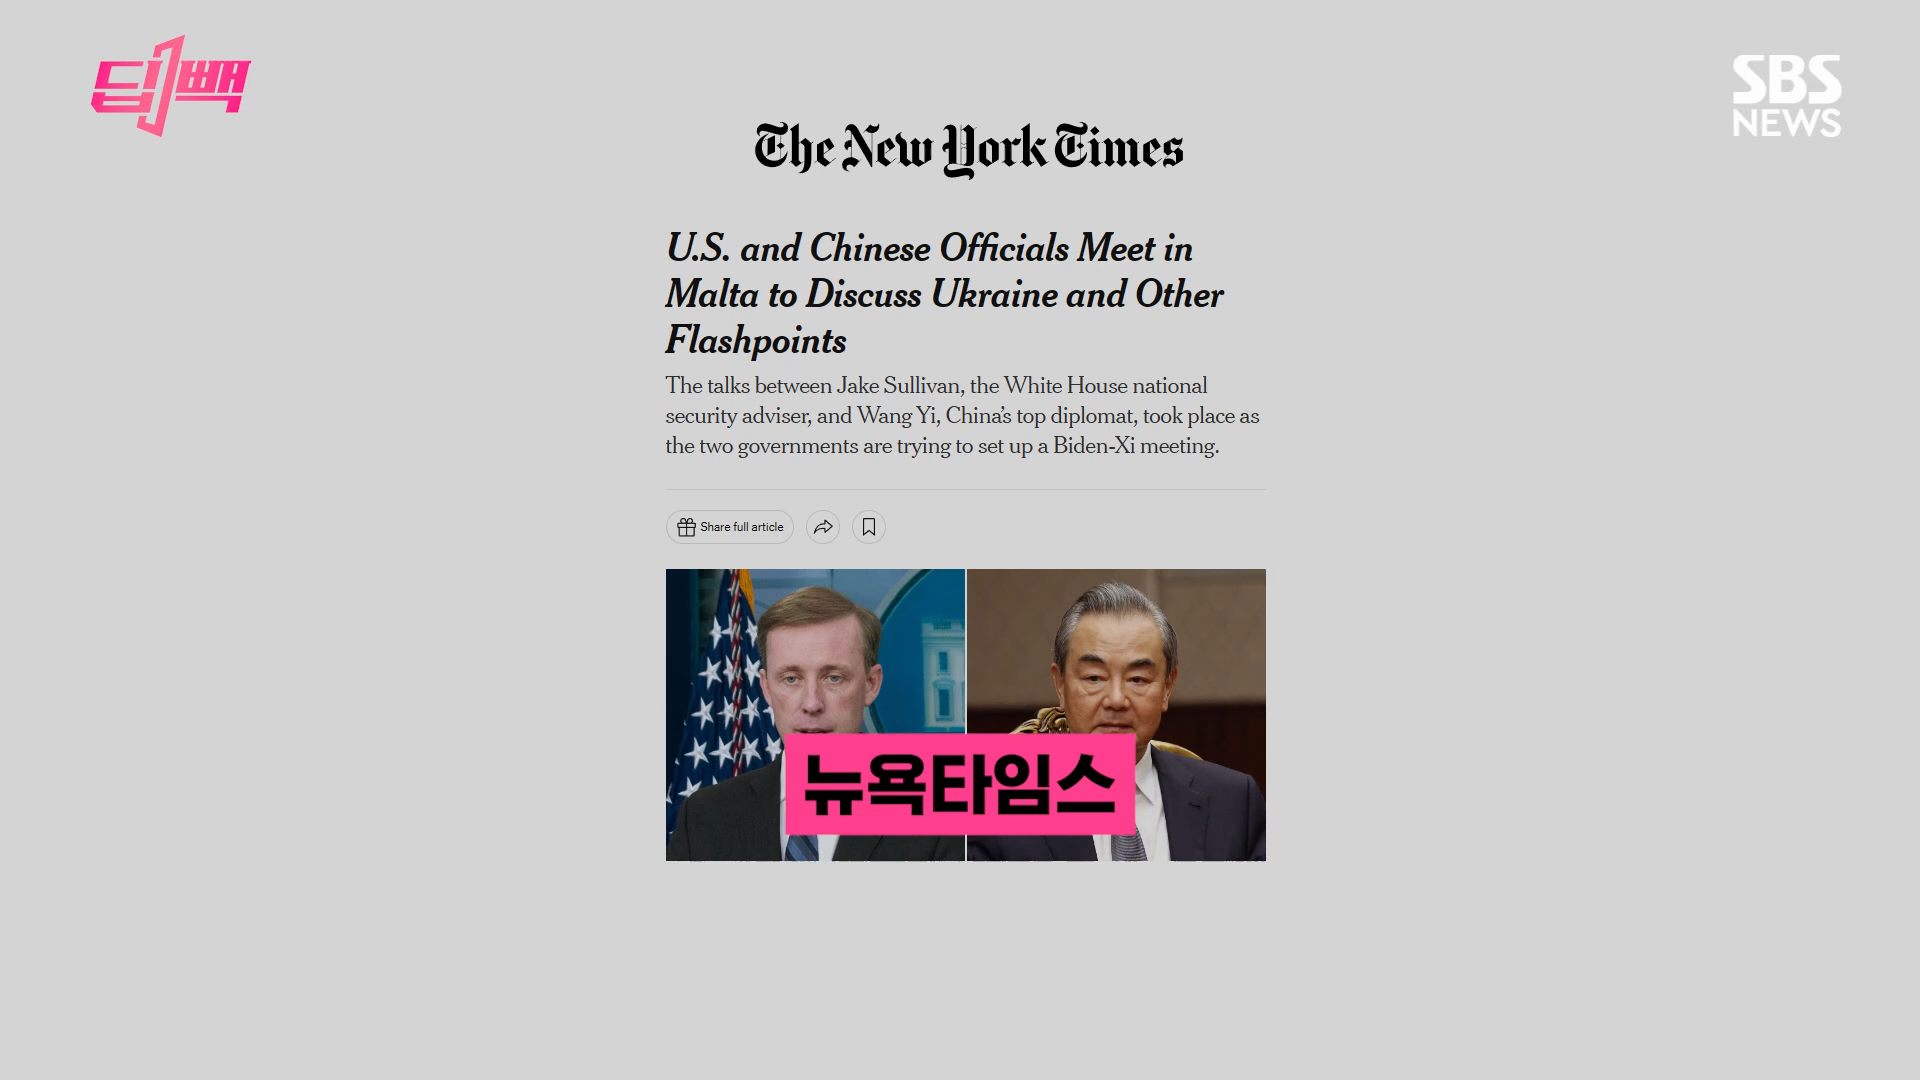 딥빽
SBS
NEWS
The New York Times
U.S. and Chinese Officials Meet in
Malta to Discuss Ukraine and Other
Flashpoints
The talks between Jake Sullivan, the White House national
security adviser, and Wang Yi, China’s top diplomat, took place as
the two governments are trying to set up a Biden-Xi meeting.
Share full article
뉴욕타임스